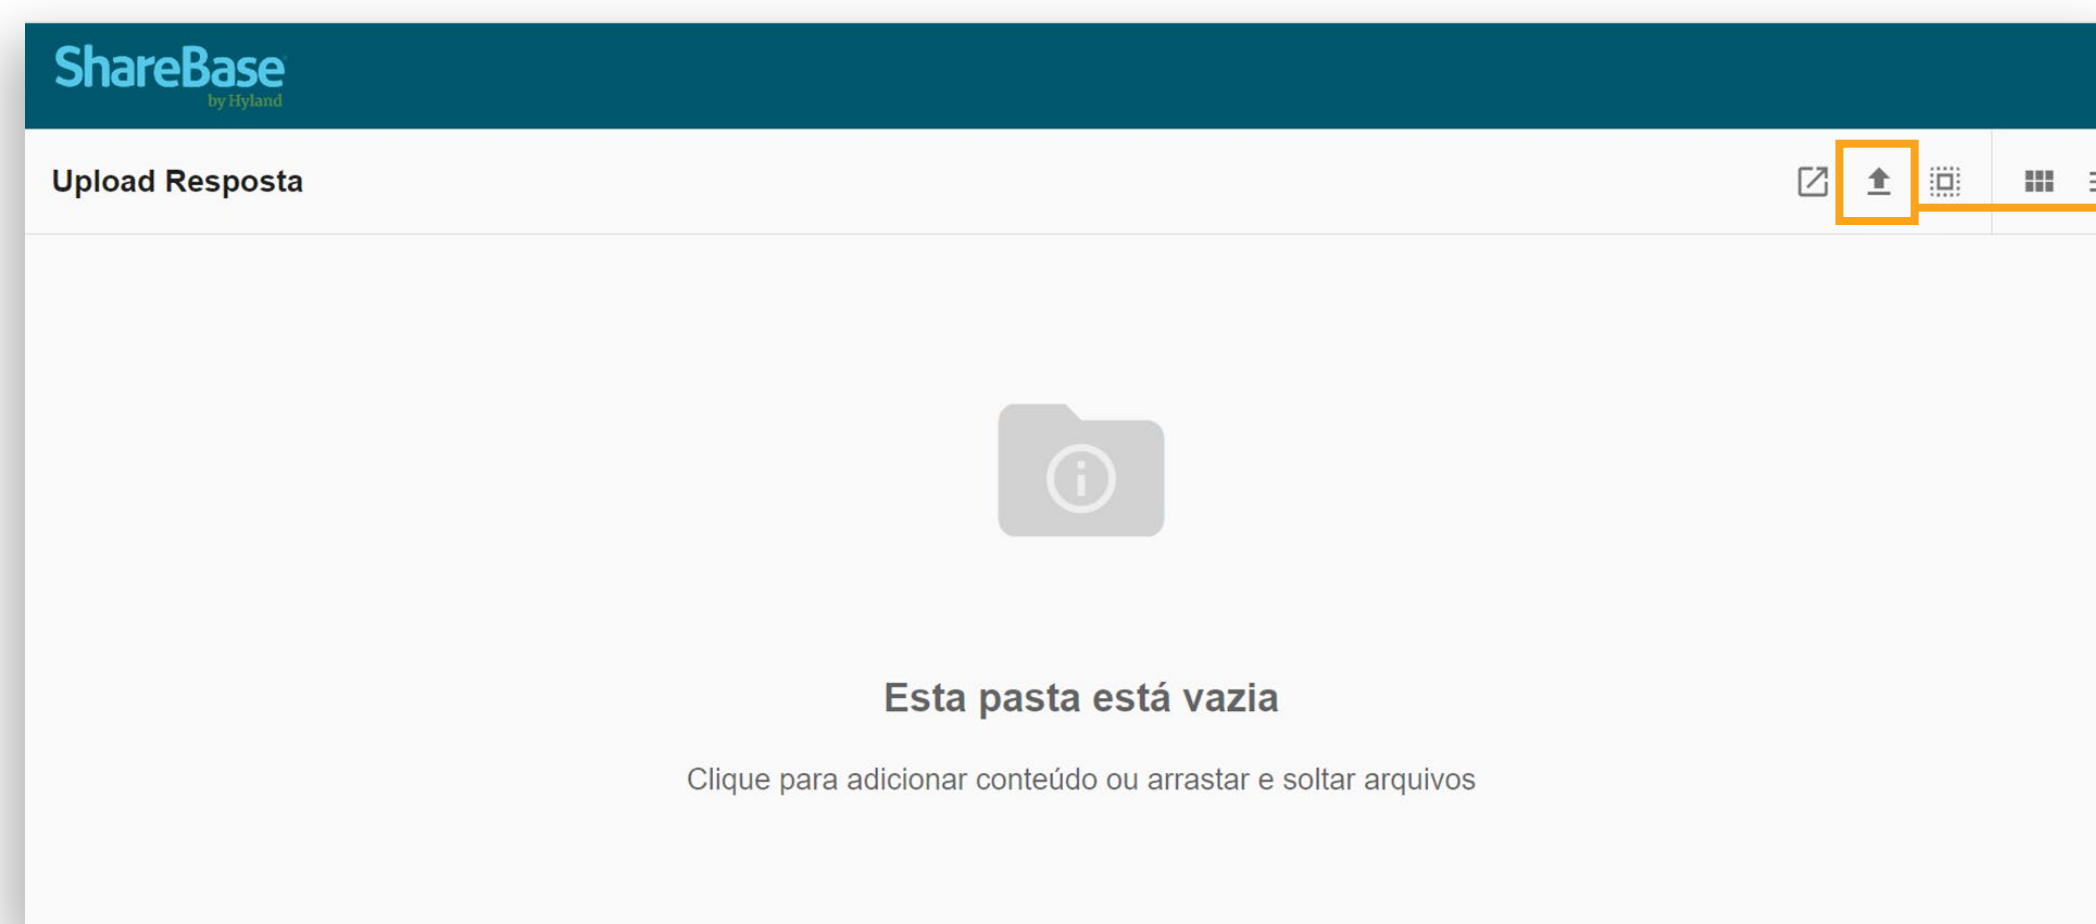 ShareBase
by Hyland
Upload Resposta
Esta pasta está vazia
Clique para adicionar conteúdo ou arrastar e soltar arquivos